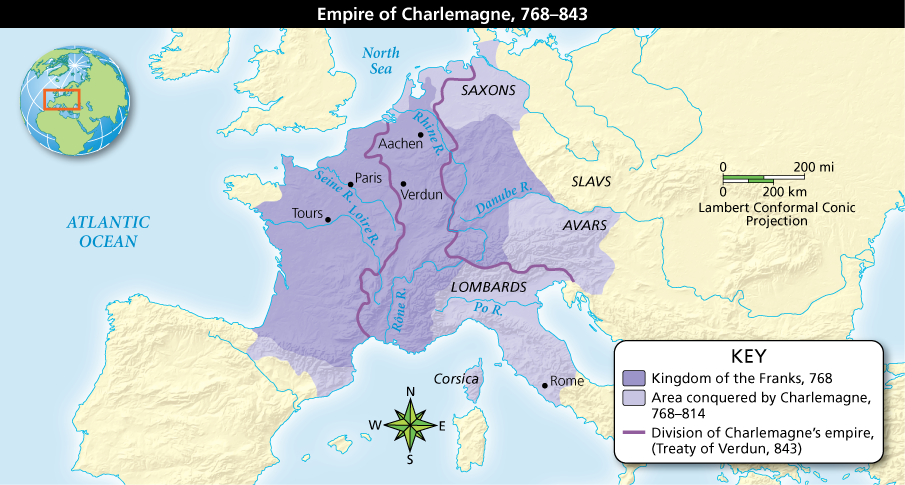 Empire of Charlemagne, 768–843
North
Sea
SAXONS
Rhine R.
Aachen
Paris
Seine R.
Verdun
Tours
Loire R.
Danube R.
SLAVS
AVARS
ATLANTIC
OCEAN
0 200 mi
0 200 km
Lambert Conformal Conic
Projection
LOMBARDS
Po R.
Rône R.
Corsica
Rome
N
W E
S
KEY
Kingdom of the Franks, 768
Area conquered by Charlemagne,
768–814
Division of Charlemagne's empire,
(Treaty of Verdun, 843)